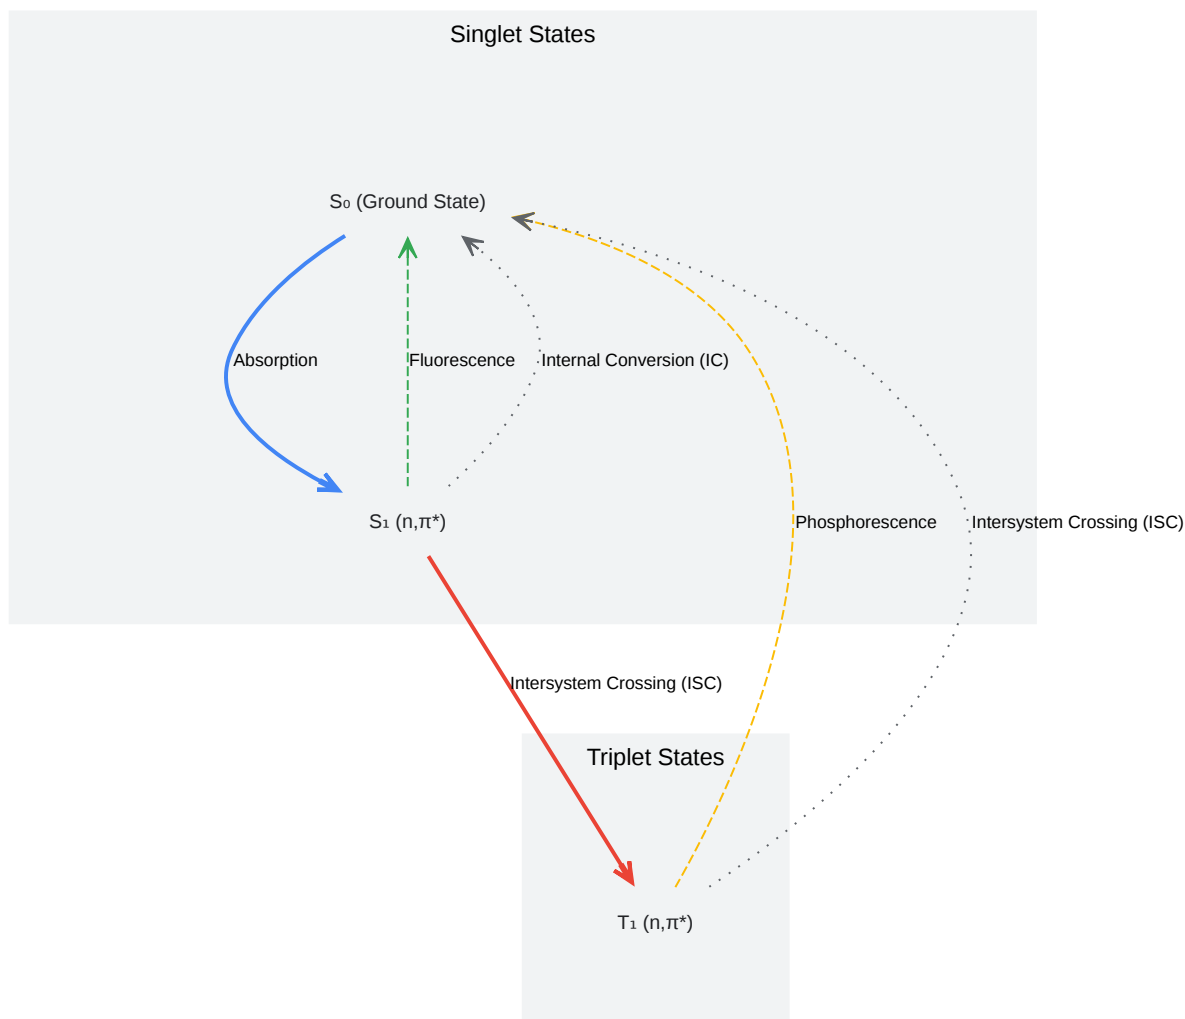 Singlet States
S₀ (Ground State)
Absorption
Fluorescence
Internal Conversion (IC)
S₁ (n,π*)
Phosphorescence
Intersystem Crossing (ISC)
Intersystem Crossing (ISC)
Triplet States
T₁ (n,π*)